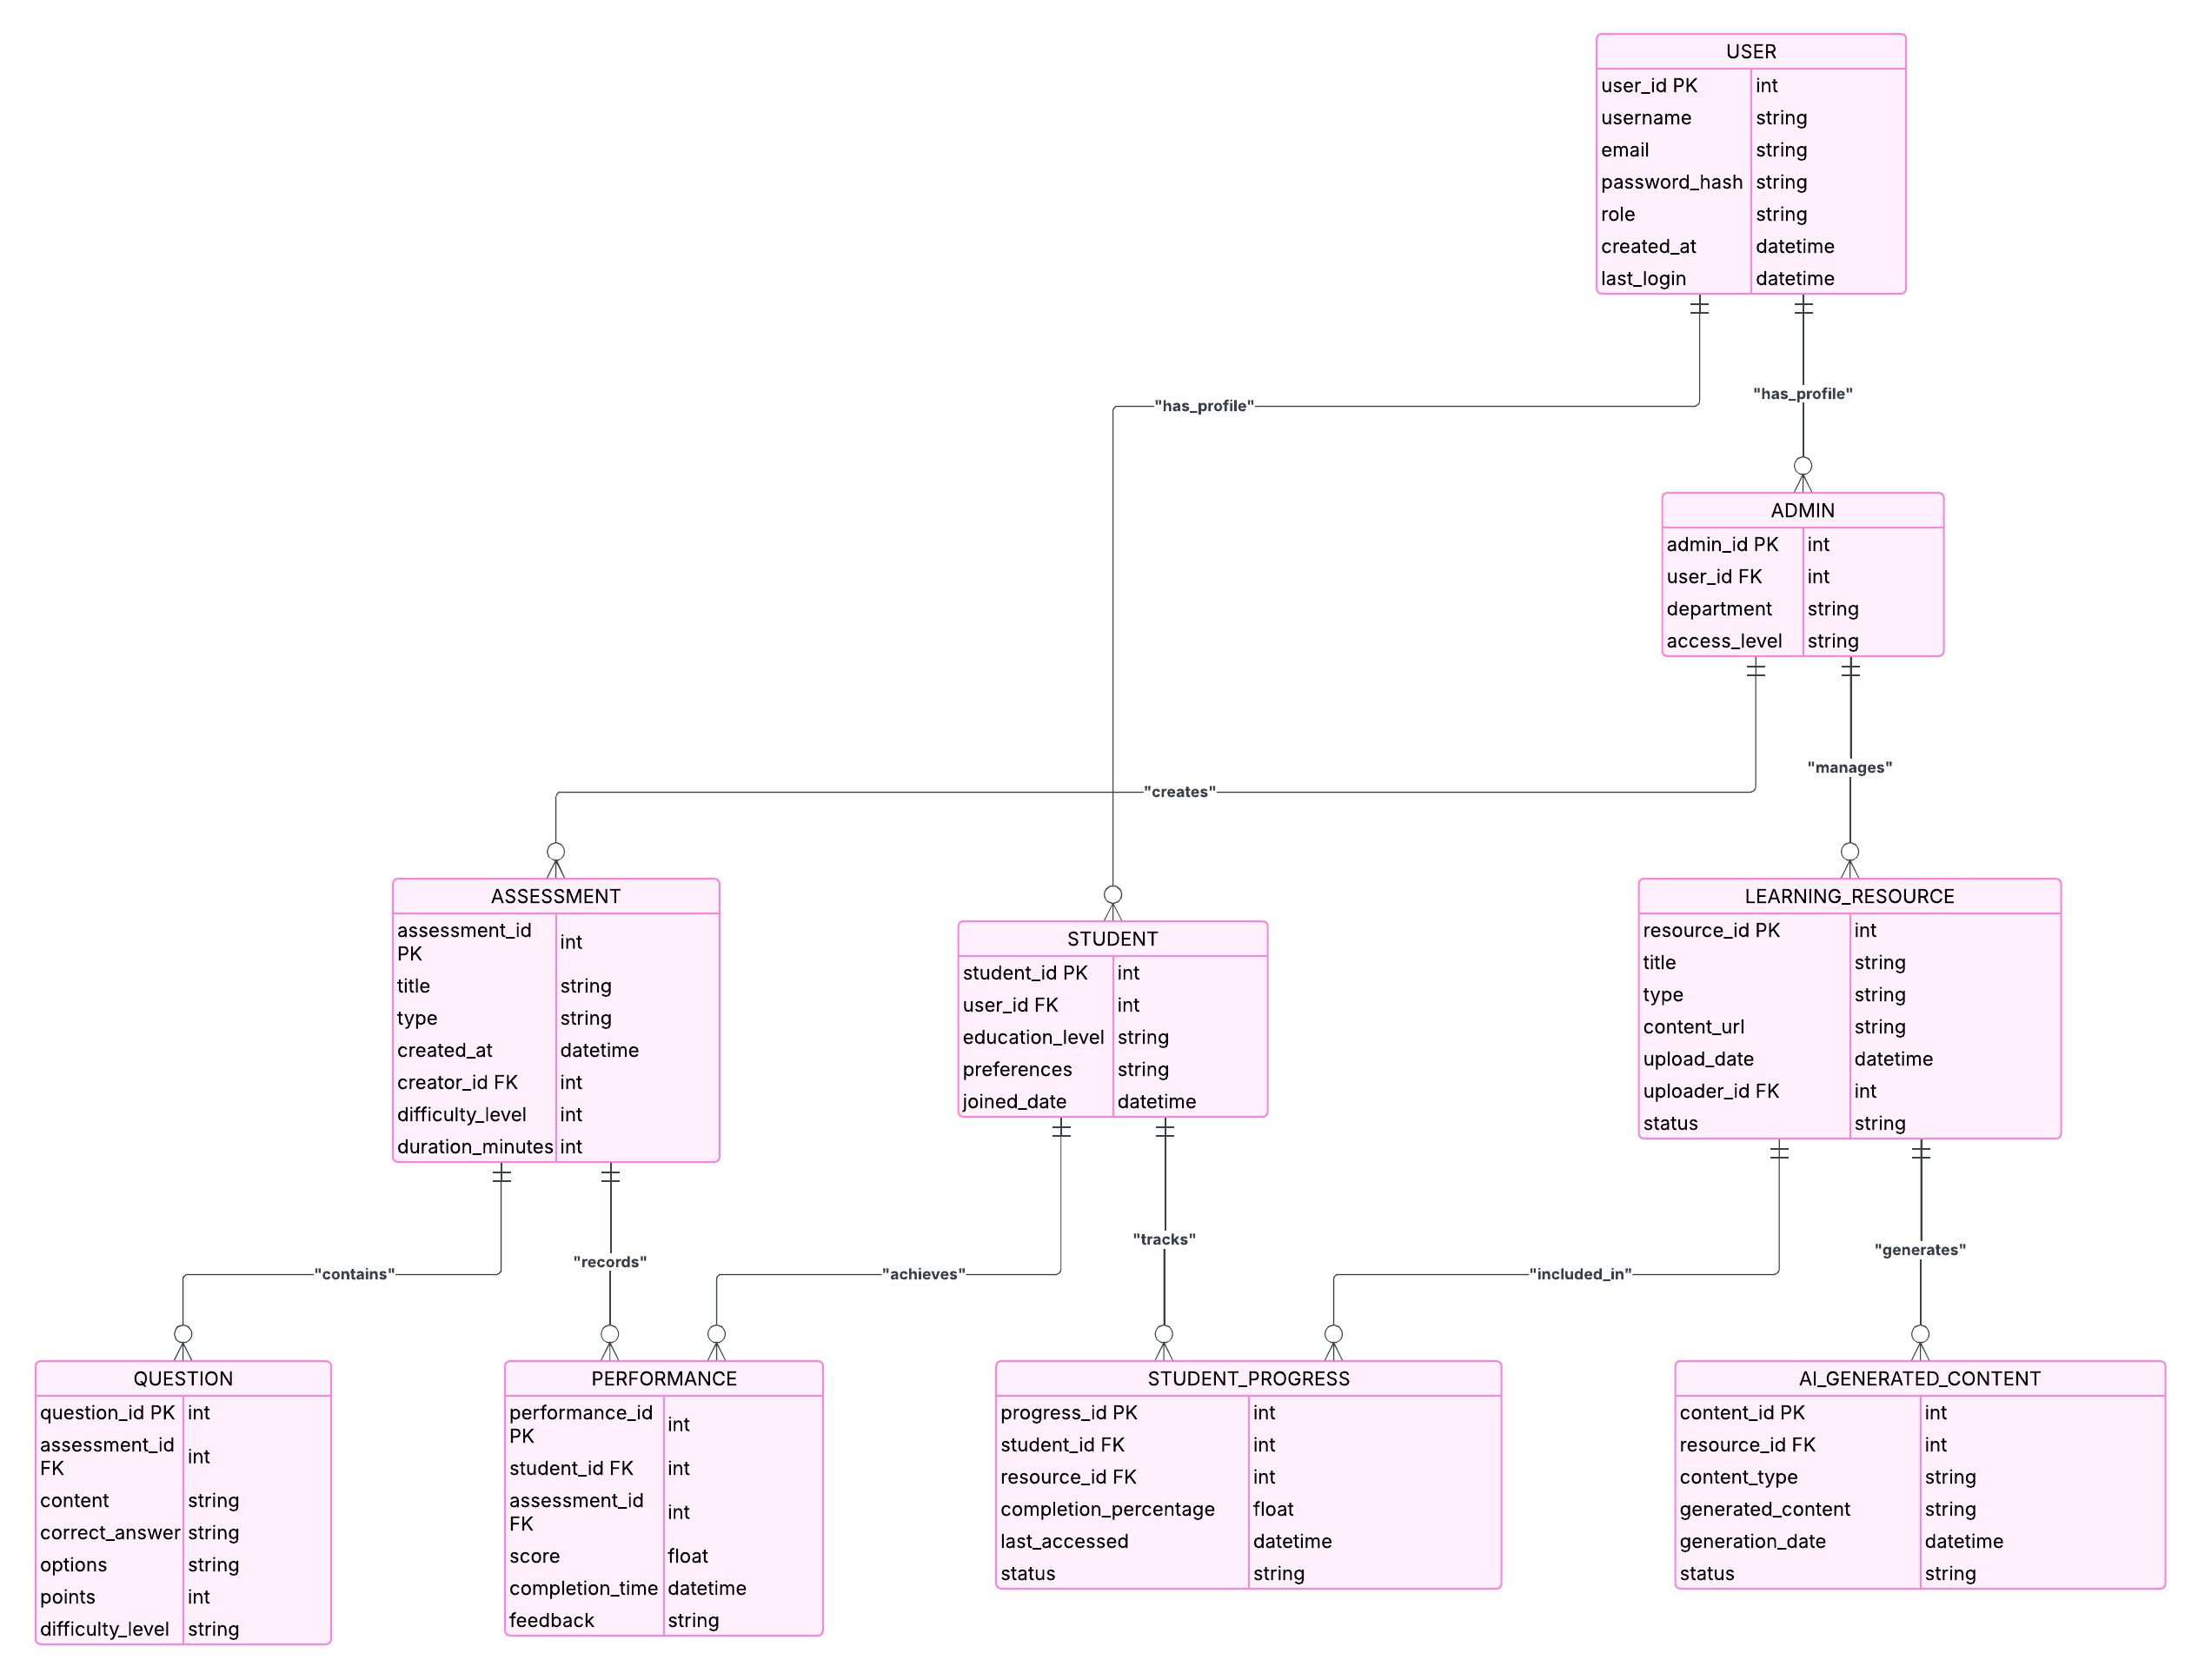 USER
user_id PK int
username string
email string
password_hash string
role string
created_at datetime
last_login datetime
"has_profile"
"has_profile"
ADMIN
admin_id PK int
user_id FK int
department string
access_level string
"creates"
"manages"
ASSESSMENT
assessment_id
PK
int
title string
type string
created_at datetime
creator_id FK int
difficulty_level int
duration_minutes int
STUDENT
student_id PK int
user_id FK int
education_level string
preferences string
joined_date datetime
LEARNING_RESOURCE
resource_id PK int
title string
type string
content_url string
upload_date datetime
uploader_id FK int
status string
"contains"
"records"
"achieves"
"tracks"
"included_in"
"generates"
QUESTION
question_id PK int
assessment_id
FK
int
content string
correct_answer string
options string
points int
difficulty_level string
PERFORMANCE
performance_id
PK
int
student_id FK int
assessment_id
FK
int
score float
completion_time datetime
feedback string
STUDENT_PROGRESS
progress_id PK int
student_id FK int
resource_id FK int
completion_percentage float
last_accessed datetime
status string
AI_GENERATED_CONTENT
content_id PK int
resource_id FK int
content_type string
generated_content string
generation_date datetime
status string